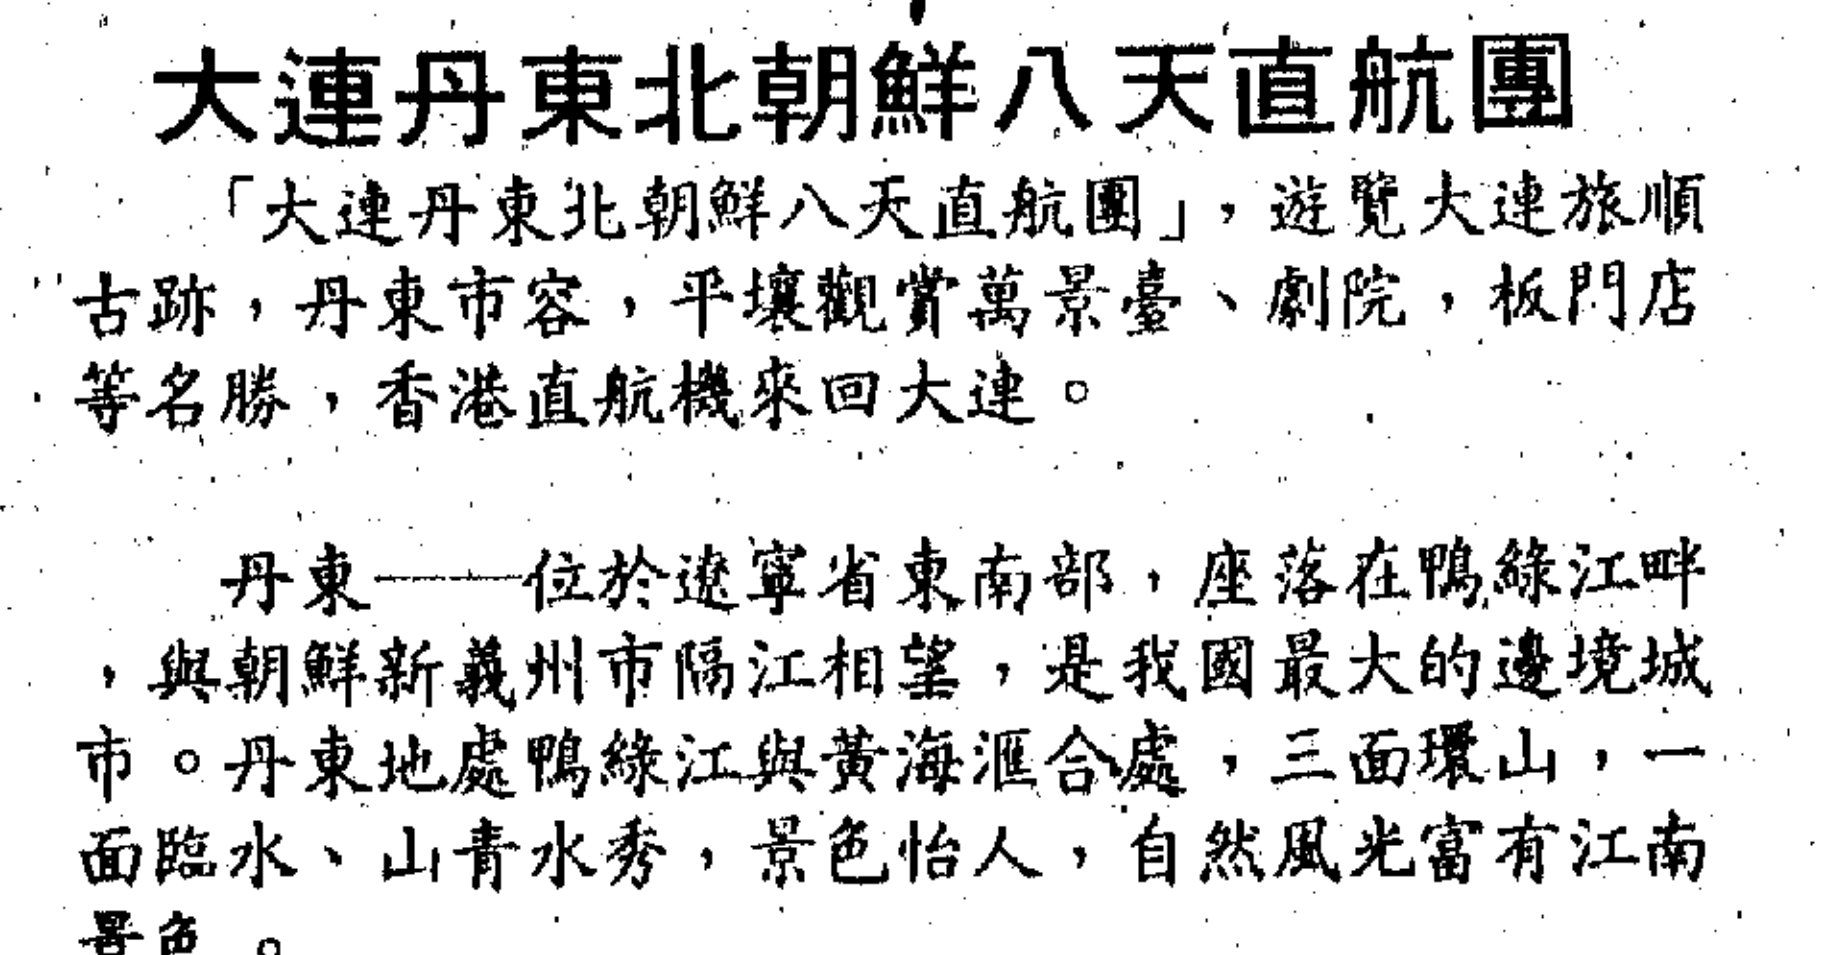 大連丹東北朝鮮八天直航團
「大連丹東北朝鮮八天直航團」，遊覽大連旅順
古跡，丹東市容，平壤觀賞萬景臺、劇院，板門店
等名勝，香港直航機來回大連。
丹東——位於遼寧省東南部，座落在鴨綠江畔
，與朝鮮新義州市隔江相望，是我國最大的邊境城
市。丹東地處鴨綠江與黃海滙合處，三面環山，一
面臨水、山青水秀，景色怡人，自然風光富有江南
景色。